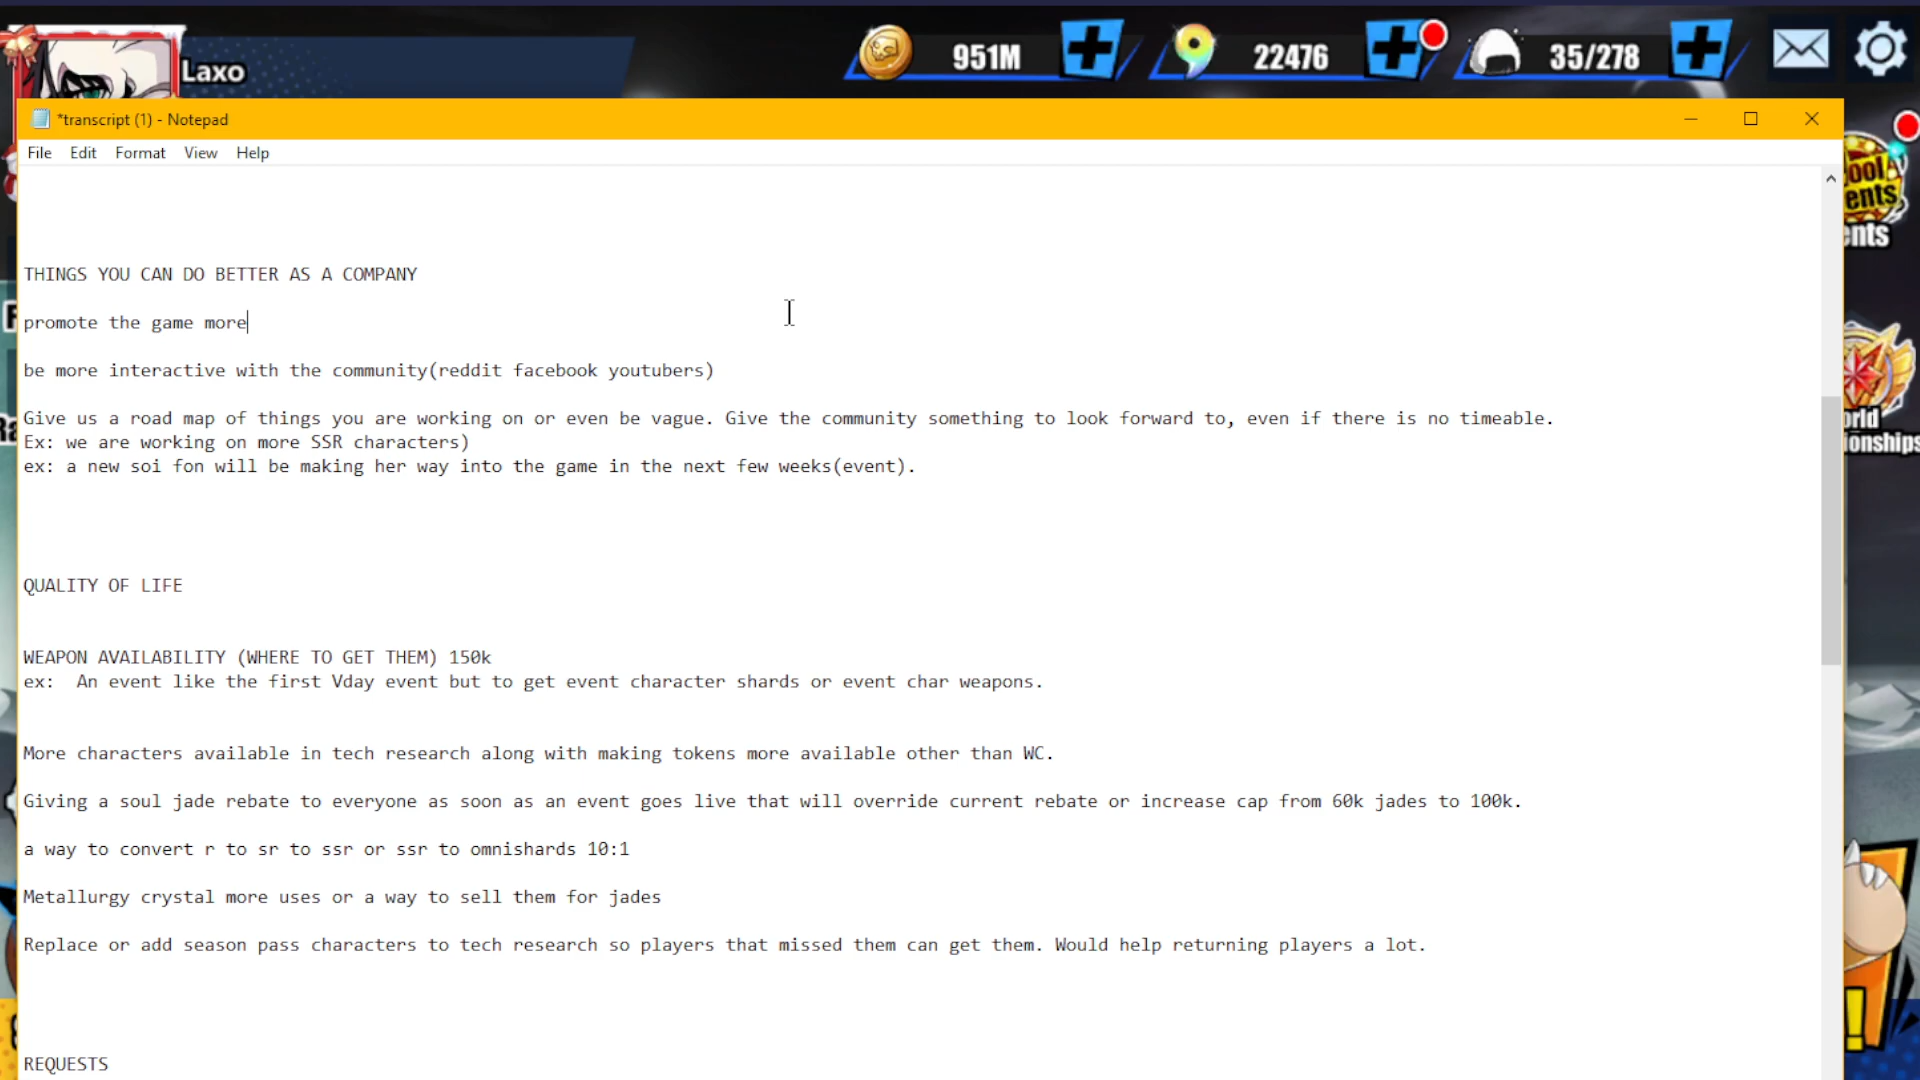 Laxo
951M
22476
35/278
*transcript (1) - Notepad
File Edit Format View Help
THINGS YOU CAN DO BETTER AS A COMPANY
promote the game more
be more interactive with the community(reddit facebook youtubers)
Give us a road map of things you are working on or even be vague. Give the community something to look forward to, even if there is no timeable.
Ex: we are working on more SSR characters)
ex: a new soi fon will be making her way into the game in the next few weeks(event).
QUALITY OF LIFE
WEAPON AVAILABILITY (WHERE TO GET THEM) 150k
ex:  An event like the first Vday event but to get event character shards or event char weapons.
More characters available in tech research along with making tokens more available other than WC.
Giving a soul jade rebate to everyone as soon as an event goes live that will override current rebate or increase cap from 60k jades to 100k.
a way to convert r to sr to ssr or ssr to omnishards 10:1
Metallurgy crystal more uses or a way to sell them for jades
Replace or add season pass characters to tech research so players that missed them can get them. Would help returning players a lot.
REQUESTS